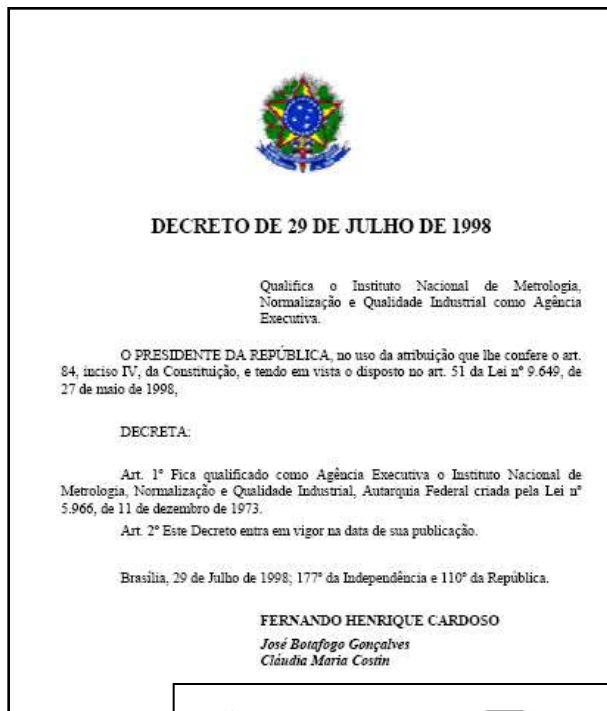 DECRETO DE 29 DE JULHO DE 1998
Qualifica o Instituto Nacional de Metrologia,
Normalização e Qualidade Industrial como Agência
Executiva.
O PRESIDENTE DA REPÚBLICA, no uso da atribuição que lhe confere o art.
84, inciso IV, da Constituição, e tendo em vista o disposto no art. 51 da Lei nº 9.649, de
27 de maio de 1998,
DECRETA:
Art. 1º Fica qualificado como Agência Executiva o Instituto Nacional de
Metrologia, Normalização e Qualidade Industrial, Autarquia Federal criada pela Lei nº
5.966, de 11 de dezembro de 1973.
Art. 2º Este Decreto entra em vigor na data de sua publicação.
Brasília, 29 de Julho de 1998; 177º da Independência e 110º da República.
FERNANDO HENRIQUE CARDOSO
José Botafogo Gonçalves
Cláudia Maria Costin